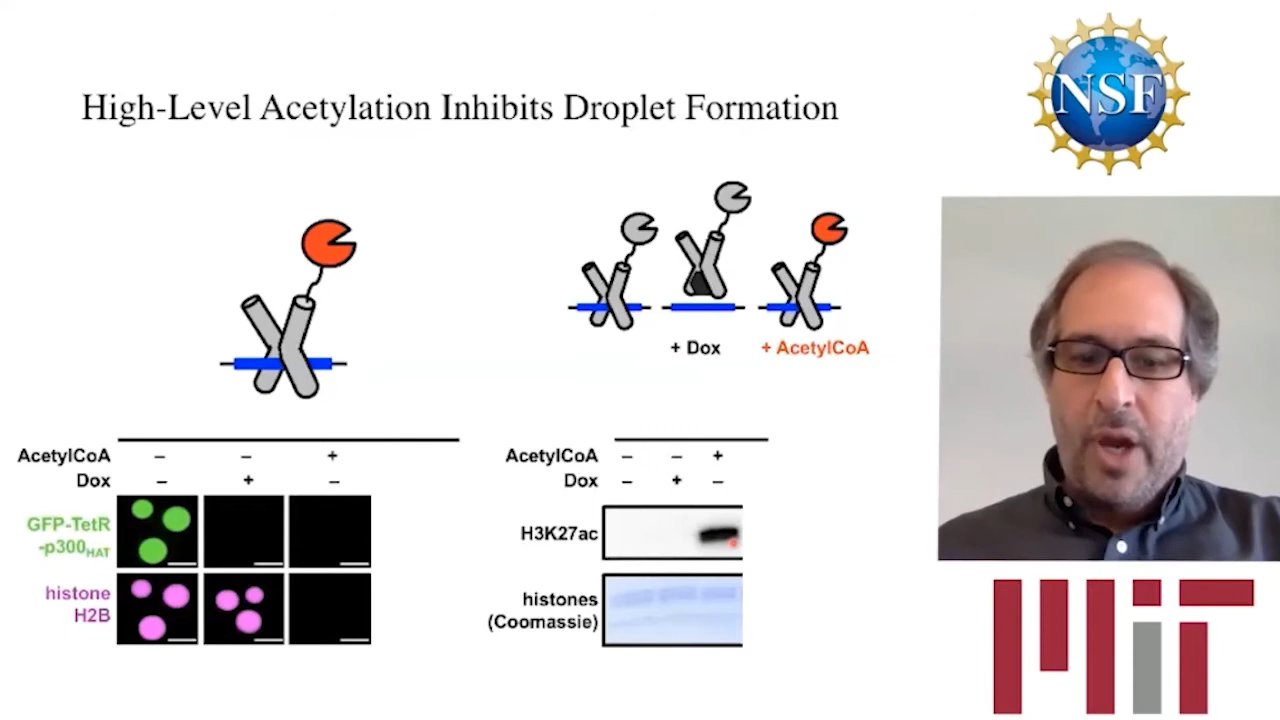 High-Level Acetylation Inhibits Droplet Formation
NSF
+ Dox
+ AcetylCoA
AcetylCoA – – +
Dox – + –
GFP-TetR
-p300HAT
histone
H2B
AcetylCoA – – +
Dox – + –
H3K27ac
histones
(Coomassie)
MIT